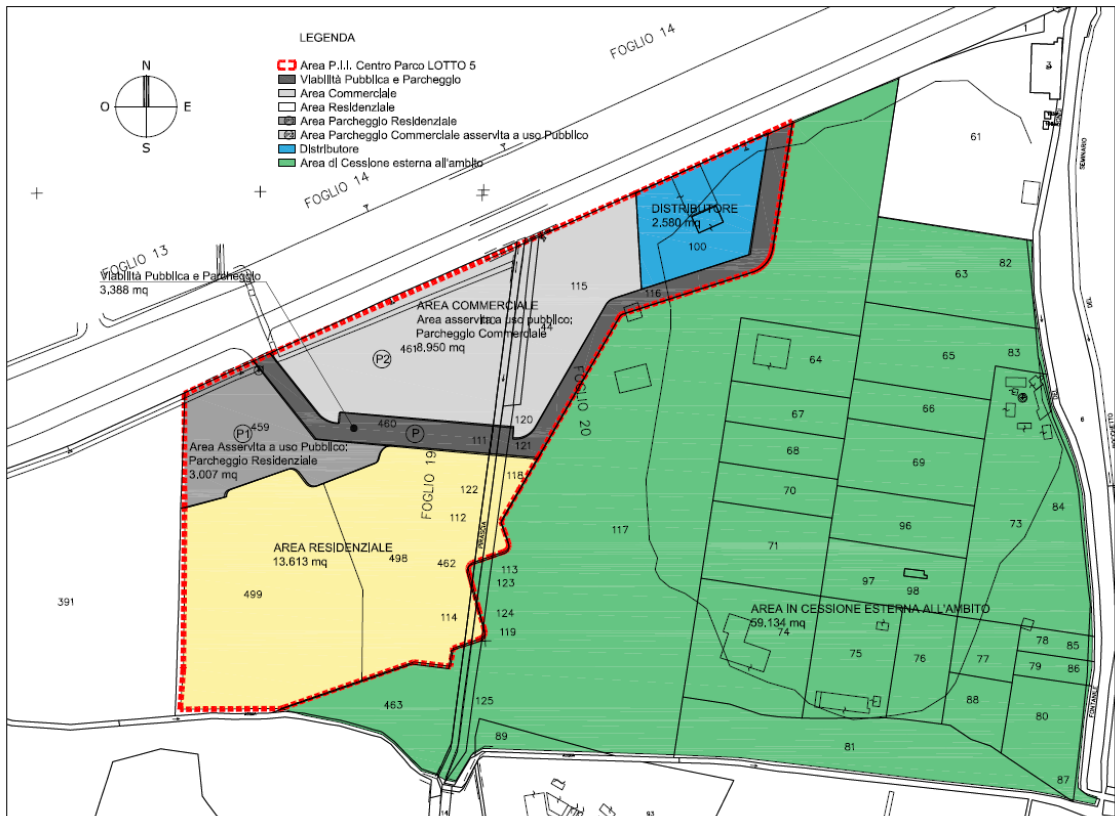 LEGENDA
Area P.I.I. Centro Parco LOTTO 5
Viabilità Pubblica e Parcheggio
Area Commerciale
Area Residenziale
Area Parcheggio Residenziale
Area Parcheggio Commerciale asservita a uso Pubblico
Distributore
Area di Cessione esterna all'ambito
N
O
E
S
FOGLIO 14
FOGLIO 14
FOGLIO 13
Viabilità Pubblica e Parcheggio
3,388 mq
DISTRIBUTORE
2.580 mq
100
115
116
AREA COMMERCIALE
Area asservita a uso pubblico:
Parcheggio Commerciale
8.950 mq
461
44
P2
FOGLIO 20
120
121
460
P
111
P1
459
Area Asservita a uso Pubblico:
Parcheggio Residenziale
3.007 mq
FOGLIO 19
118
122
112
AREA RESIDENZIALE
13.613 mq
498
462
499
114
113
123
124
119
391
463
125
89
117
61
3
1
SEMINARIO
82
63
83
65
64
66
67
68
69
70
71
84
73
96
97
98
AREA IN CESSIONE ESTERNA ALL'AMBITO
59,134 mq
74
75
76
77
78
85
79
86
88
80
81
87
FONTANILE
6
93